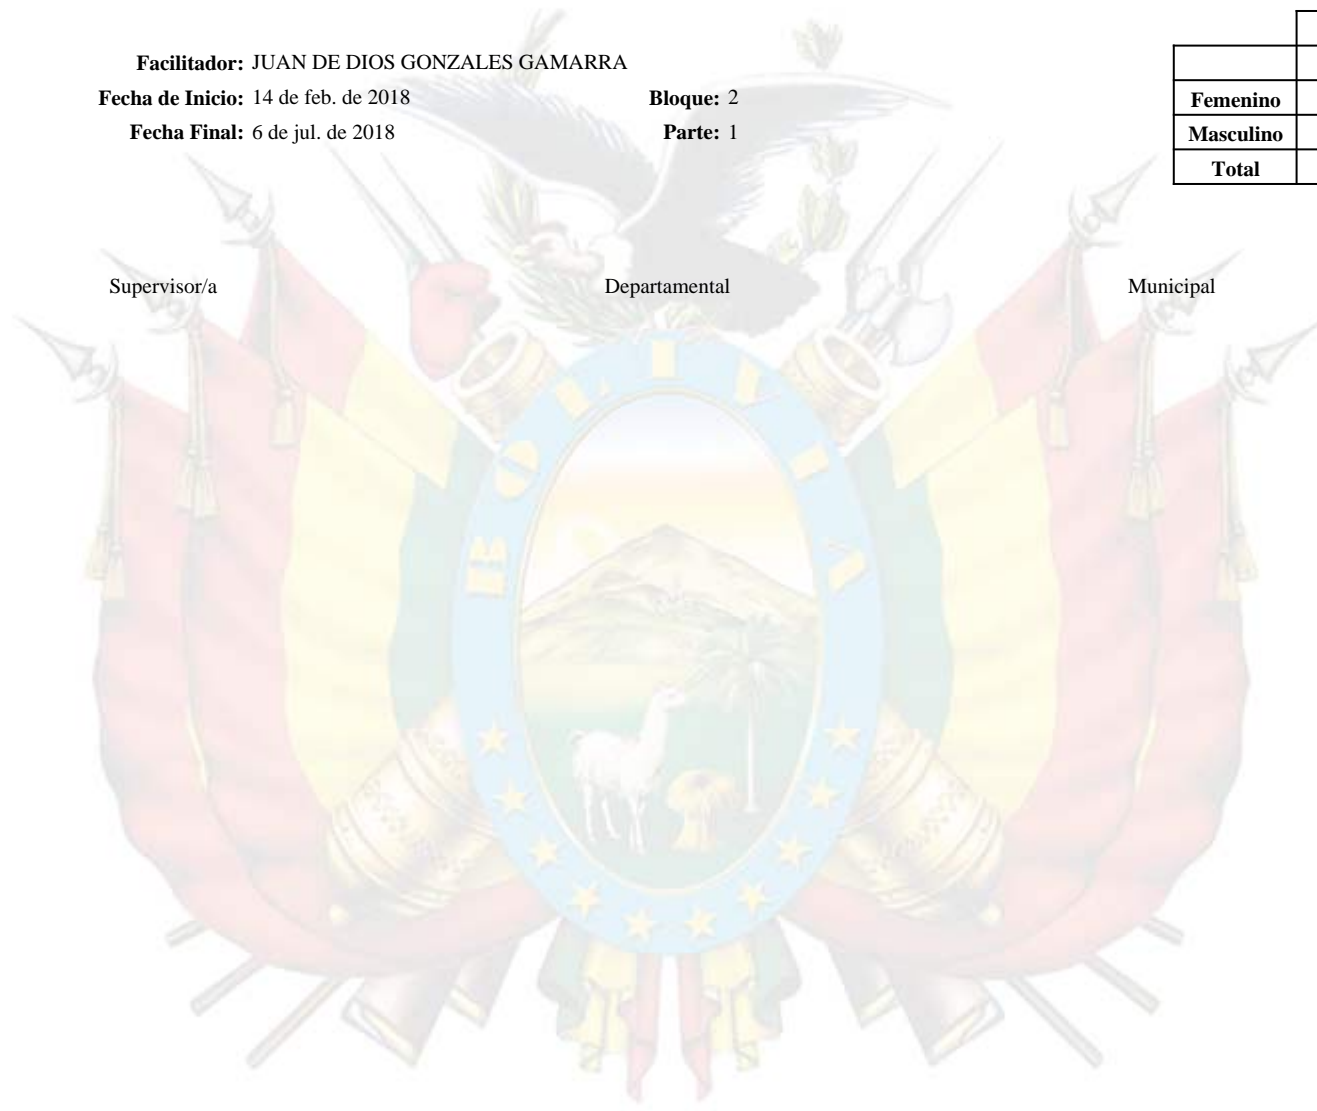 Facilitador: JUAN DE DIOS GONZALES GAMARRA
Fecha de Inicio: 14 de feb. de 2018 Bloque: 2
Fecha Final: 6 de jul. de 2018 Parte: 1
Femenino
Masculino
Total
Supervisor/a Departamental Municipal
BOLIVIA